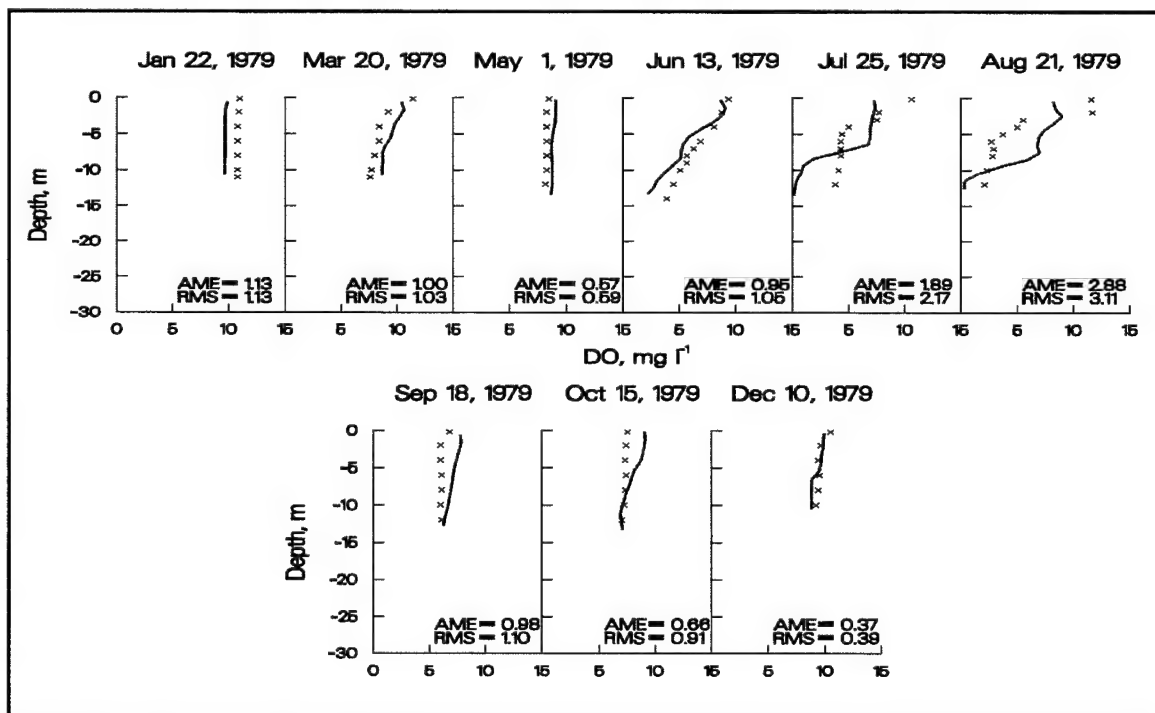 Jan 22, 1979 Mar 20, 1979 May 1, 1979 Jun 13, 1979 Jul 25, 1979 Aug 21, 1979
0
-5
-10
-15
-20
-25
-30
Depth, m
AME= 1.13 AME= 1.00 AME= 0.57 AME= 0.95 AME= 1.89 AME= 2.88
RMS= 1.13 RMS= 1.03 RMS= 0.59 RMS= 1.05 RMS= 2.17 RMS= 3.11
0 5 10 15 5 10 15 5 10 15 5 10 15 5 10 15 5 10 15
DO, mg l⁻¹
Sep 18, 1979 Oct 15, 1979 Dec 10, 1979
0
-5
-10
-15
-20
-25
-30
Depth, m
AME= 0.98 AME= 0.66 AME= 0.37
RMS= 1.10 RMS= 0.91 RMS= 0.39
0 5 10 15 5 10 15 5 10 15